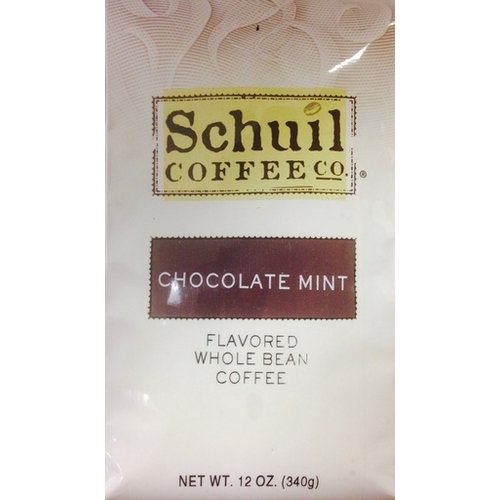 Schuil
COFFEE CO.®
CHOCOLATE MINT
FLAVORED
WHOLE BEAN
COFFEE
NET WT. 12 OZ. (340g)